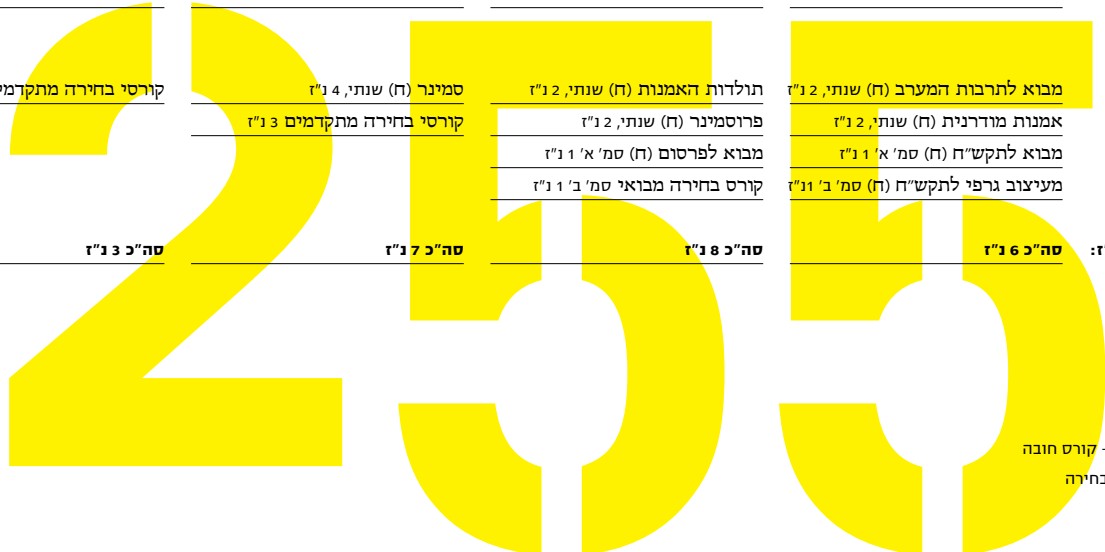 מבוא לתרבות המערב (ח) שנתי, 2 נ"ז
אמנות מודרנית (ח) שנתי, 2 נ"ז
מבוא לתקש״ח (ח) סמ' א' 1 נ"ז
מעיצוב גרפי לתקש״ח (ח) סמ' ב' 1נ"ז
סה"כ 6 נ"ז
תולדות האמנות (ח) שנתי, 2 נ"ז
פרוסמינר (ח) שנתי, 2 נ"ז
מבוא לפרסום (ח) סמ' א' 1 נ"ז
קורס בחירה מבואי סמ' ב' 1 נ"ז
סה"כ 8 נ"ז
סמינר (ח) שנתי, 4 נ"ז
קורסי בחירה מתקדמים 3 נ"ז
סה"כ 7 נ"ז
קורסי בחירה
סה"כ 3 נ"ז
- קורס חובה
בחירה
255